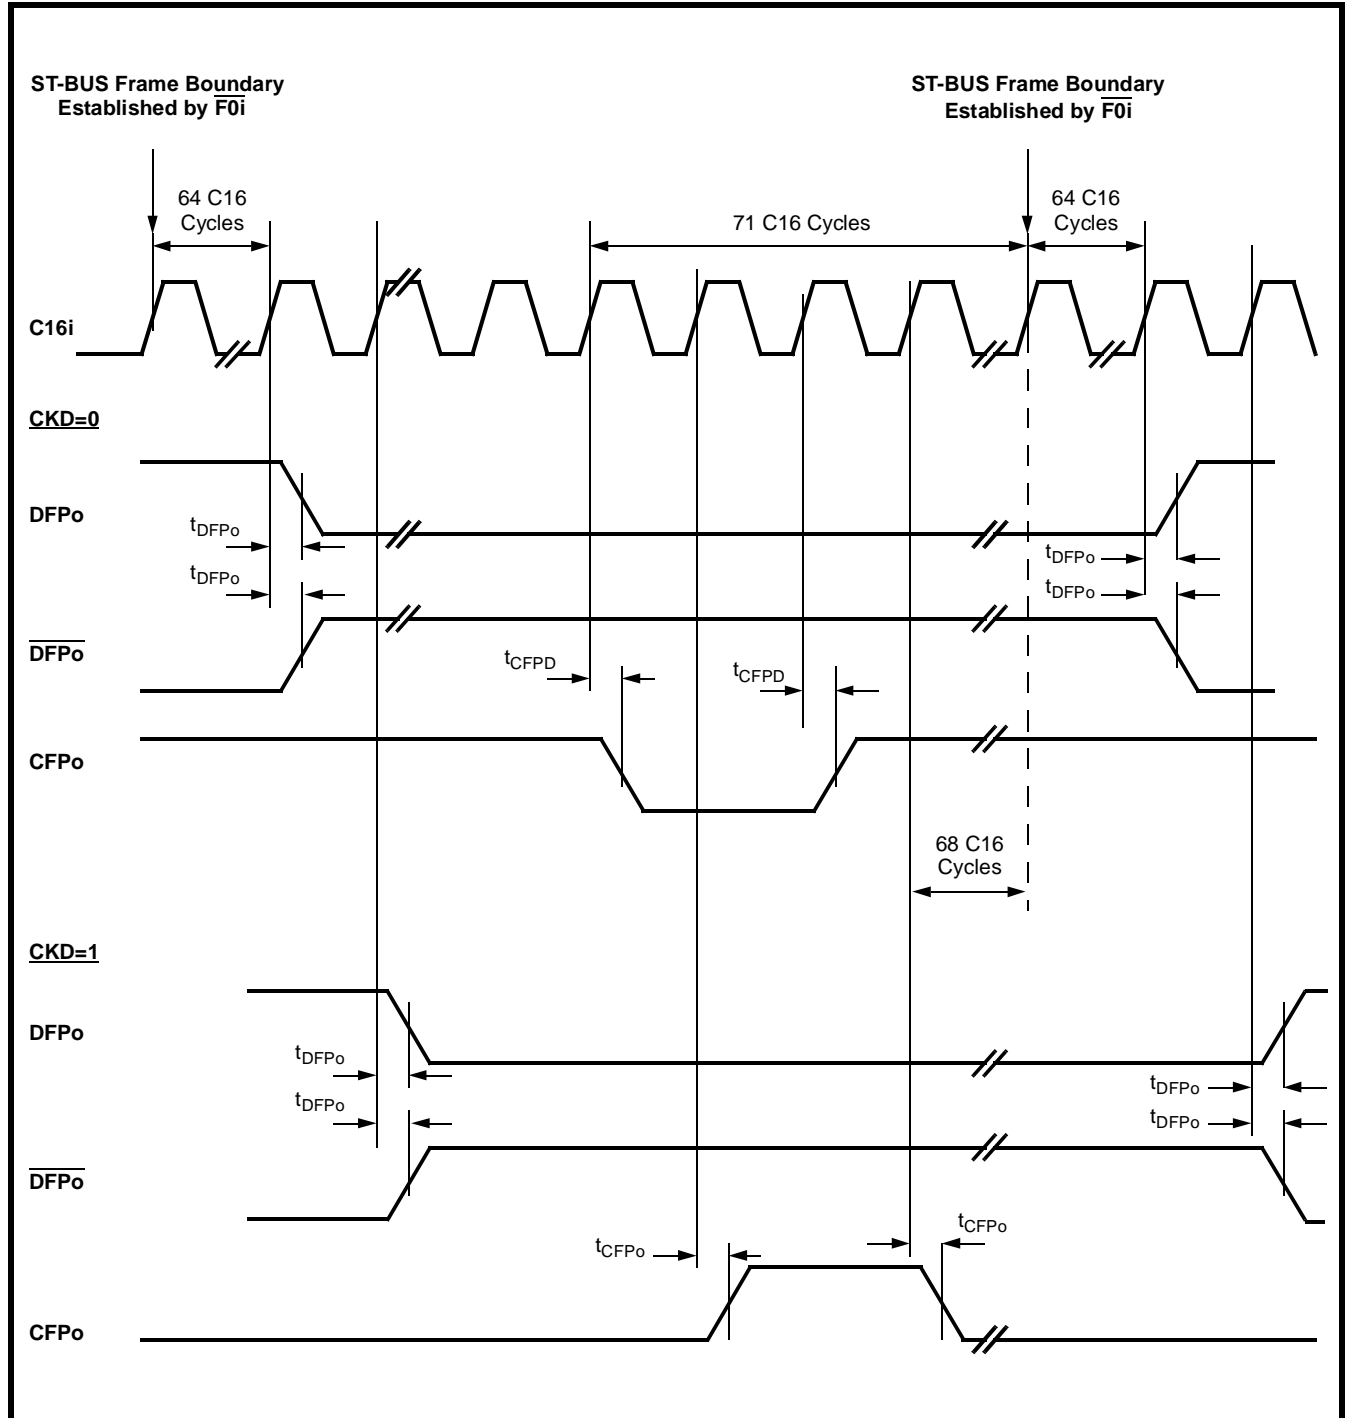 ST-BUS Frame Boundary
Established by F0i
ST-BUS Frame Boundary
Established by F0i
64 C16
Cycles
71 C16 Cycles
64 C16
Cycles
C16i
CKD=0
DFPo
tDFPo
tDFPo
tDFPo
tDFPo
DFPo
tCFPD
tCFPD
CFPo
68 C16
Cycles
CKD=1
DFPo
tDFPo
tDFPo
tDFPo
tDFPo
DFPo
tCFPo
tCFPo
CFPo